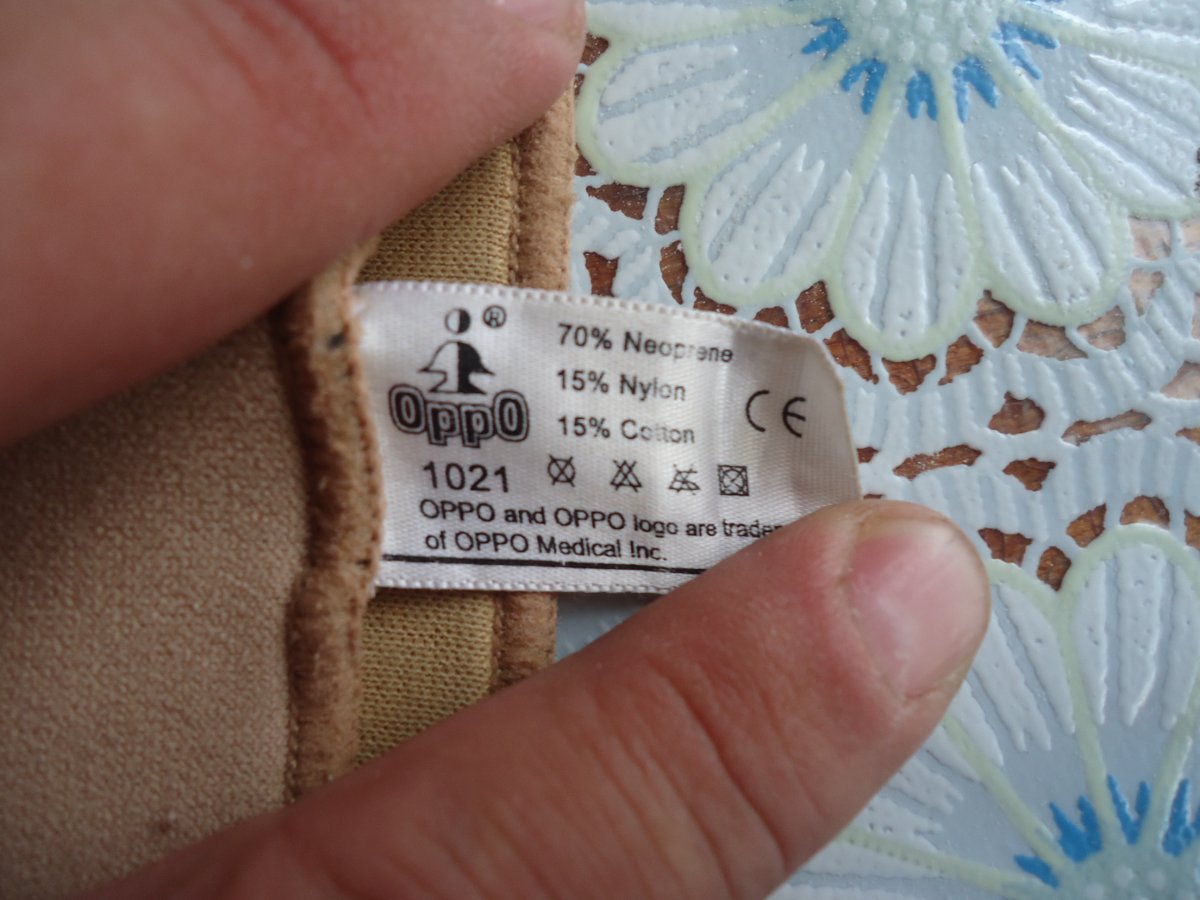 ®
OppO
70% Neoprene
15% Nylon
15% Cotton
CE
1021
OPPO and OPPO logo are
of OPPO Medical Inc.